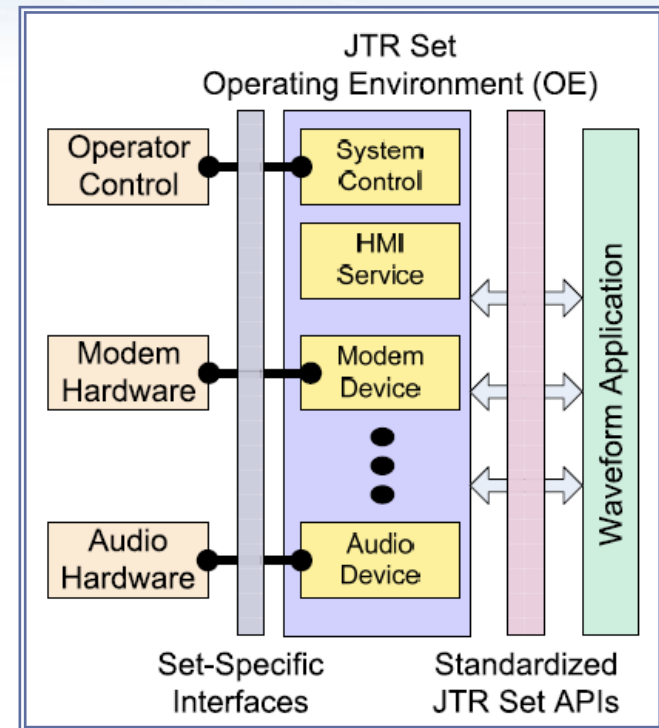 JTR Set
Operating Environment (OE)
Operator
Control
System
Control
HMI
Service
Modem
Hardware
Modem
Device
Audio
Hardware
Audio
Device
Waveform Application
Set-Specific
Interfaces
Standardized
JTR Set APIs